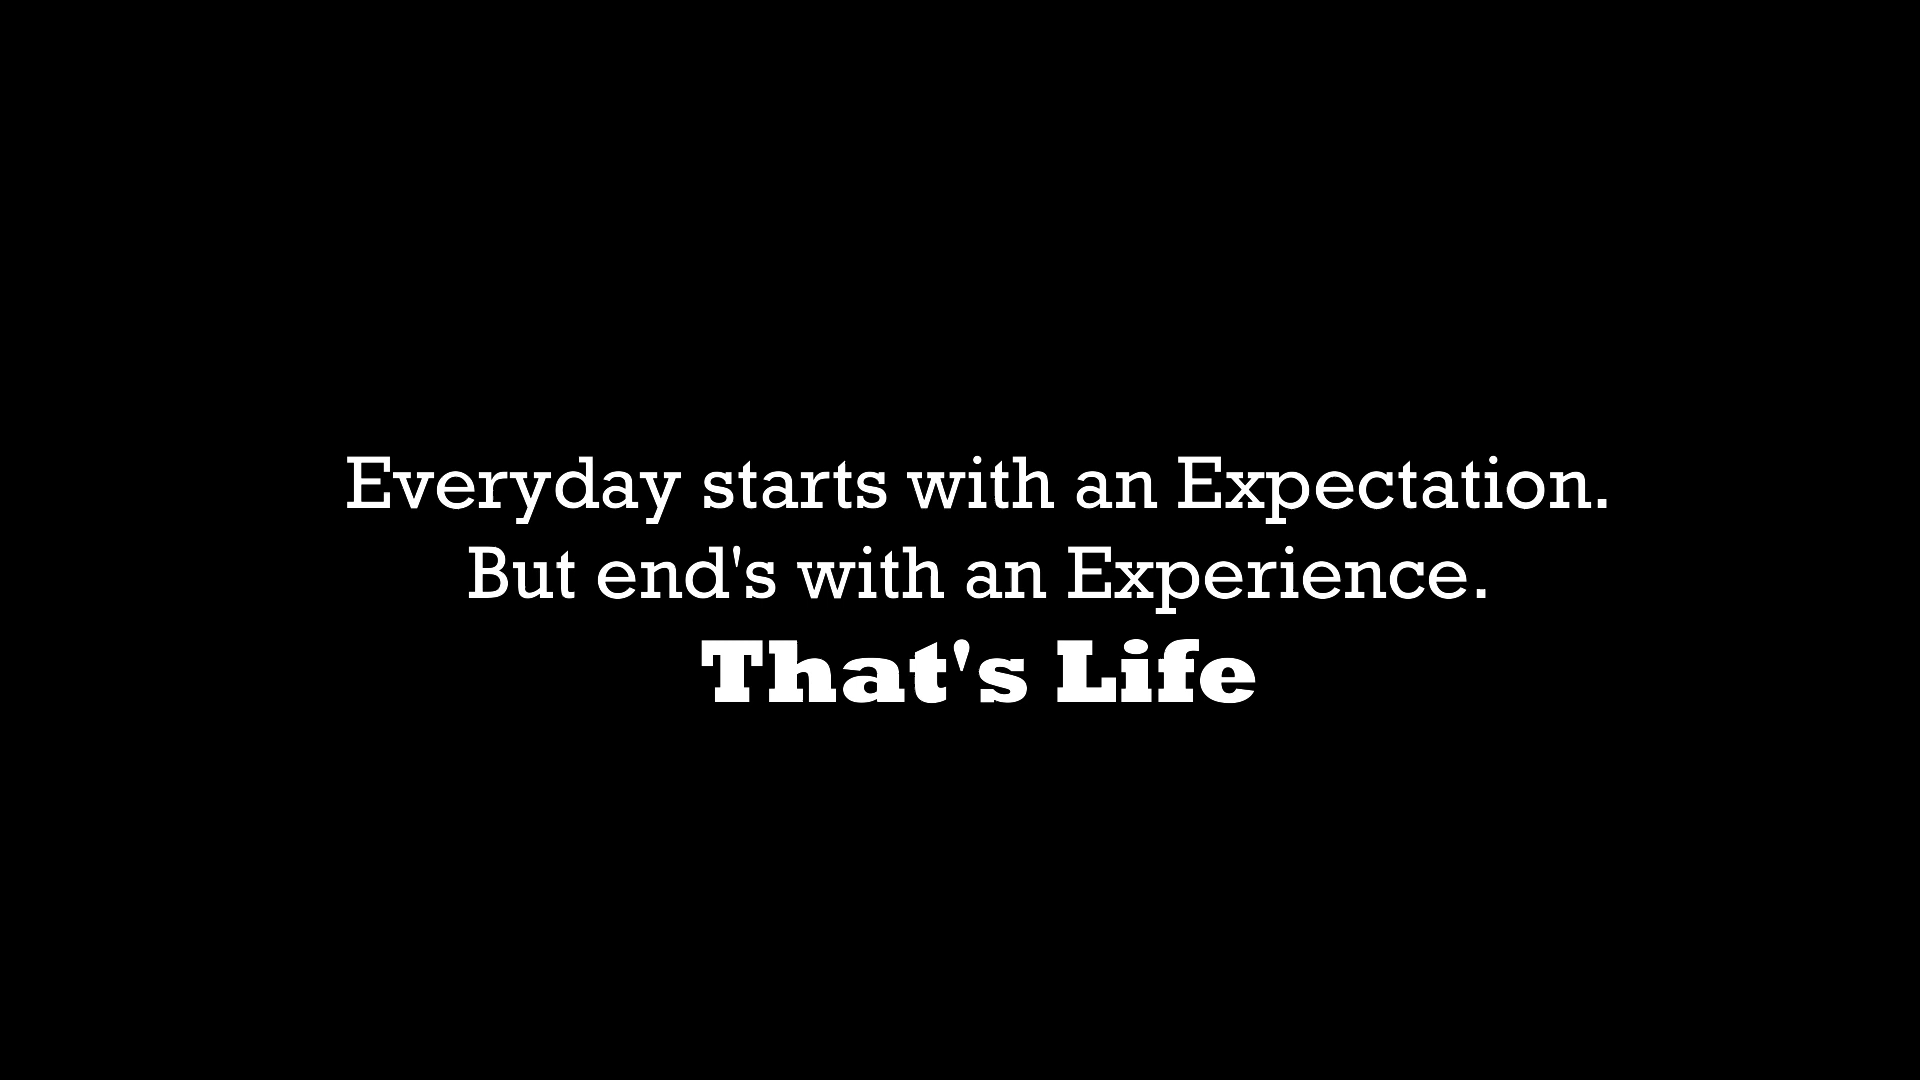 Everyday starts with an Expectation.
But end's with an Experience.
That's Life